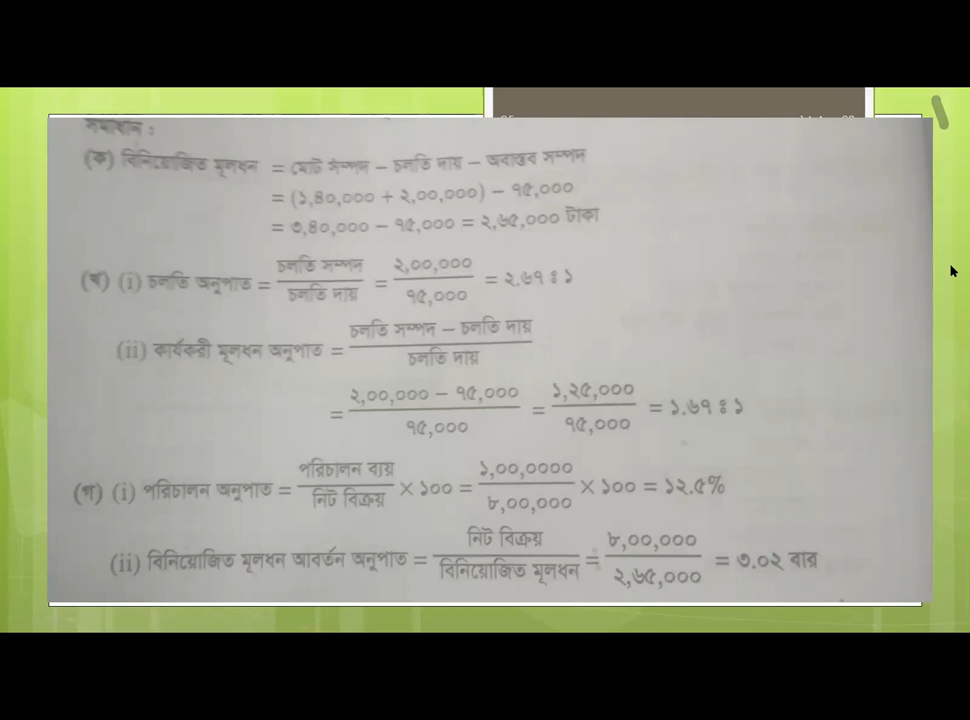 সমাধান :
(ক) বিনিয়োজিত মূলধন = মোট সম্পদ – চলতি দায় – অবাস্তব সম্পদ
= (১,৪০,০০০ + ২,০০,০০০) – ৭৫,০০০
= ৩,৪০,০০০ – ৭৫,০০০ = ২,৬৫,০০০ টাকা
(খ) (i) চলতি অনুপাত = চলতি সম্পদ / চলতি দায় = ২,০০,০০০ / ৭৫,০০০ = ২.৬৭ ঃ ১
(ii) কার্যকরী মূলধন অনুপাত = চলতি সম্পদ – চলতি দায় / চলতি দায়
= ২,০০,০০০ – ৭৫,০০০ / ৭৫,০০০ = ১,২৫,০০০ / ৭৫,০০০ = ১.৬৭ ঃ ১
(গ) (i) পরিচালন অনুপাত = পরিচালন ব্যয় / নিট বিক্রয় × ১০০ = ১,০০,০০০০ / ৮,০০,০০০ × ১০০ = ১২.৫%
(ii) বিনিয়োজিত মূলধন আবর্তন অনুপাত = নিট বিক্রয় / বিনিয়োজিত মূলধন = ৮,০০,০০০ / ২,৬৫,০০০ = ৩.০২ বার